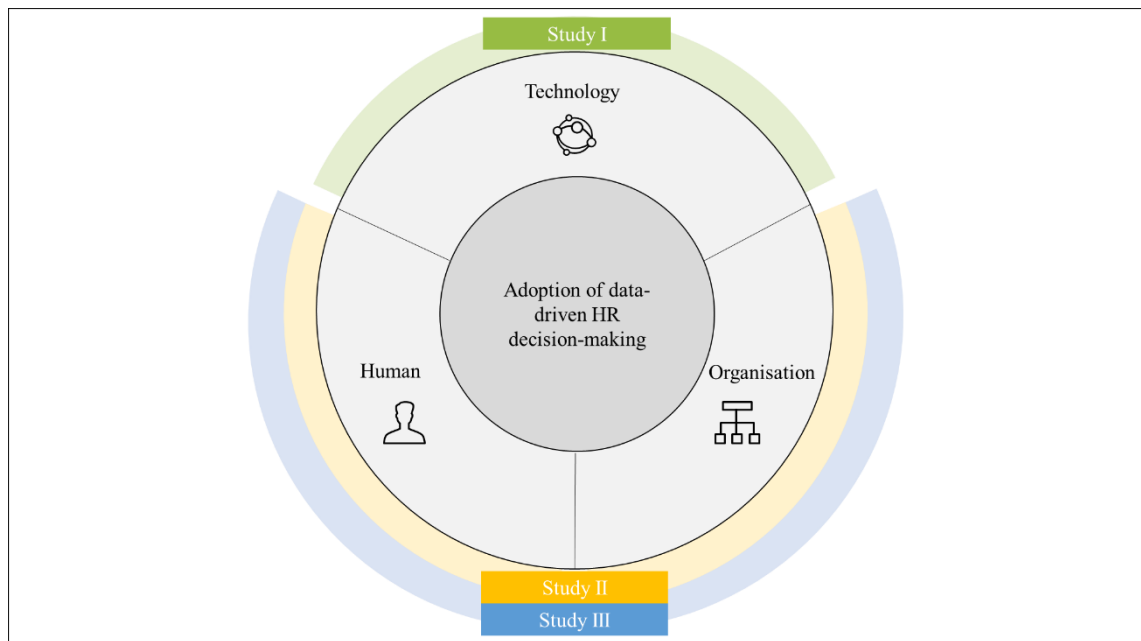 Study I
Technology
Adoption of data-
driven HR
decision-making
Human
Organisation
Study II
Study III